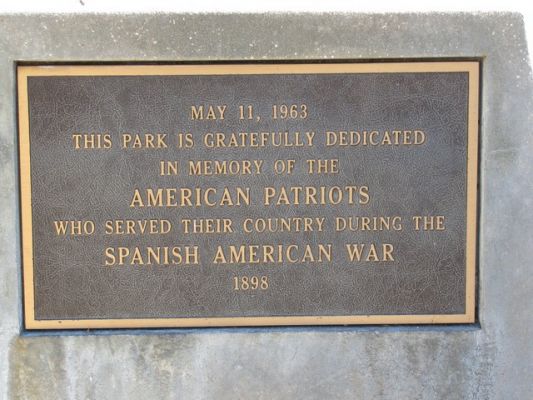 MAY 11, 1963
THIS PARK IS GRATEFULLY DEDICATED
IN MEMORY OF THE
AMERICAN PATRIOTS
WHO SERVED THEIR COUNTRY DURING THE
SPANISH AMERICAN WAR
1898